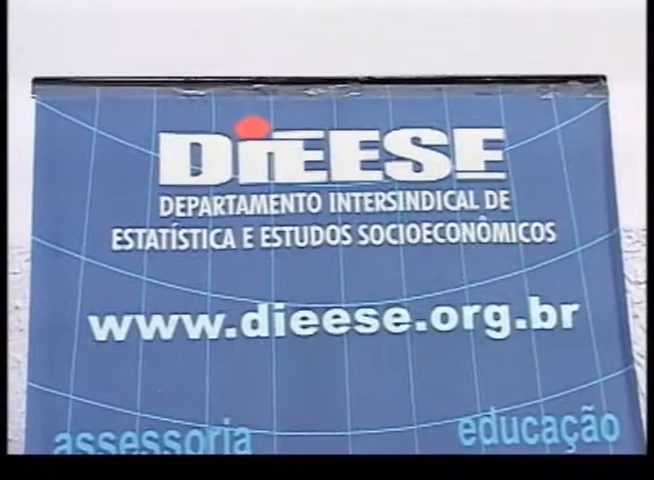 DiEESE
DEPARTAMENTO INTERSINDICAL DE
ESTATÍSTICA E ESTUDOS SOCIOECONÔMICOS
www.dieese.org.br
assessoria educação